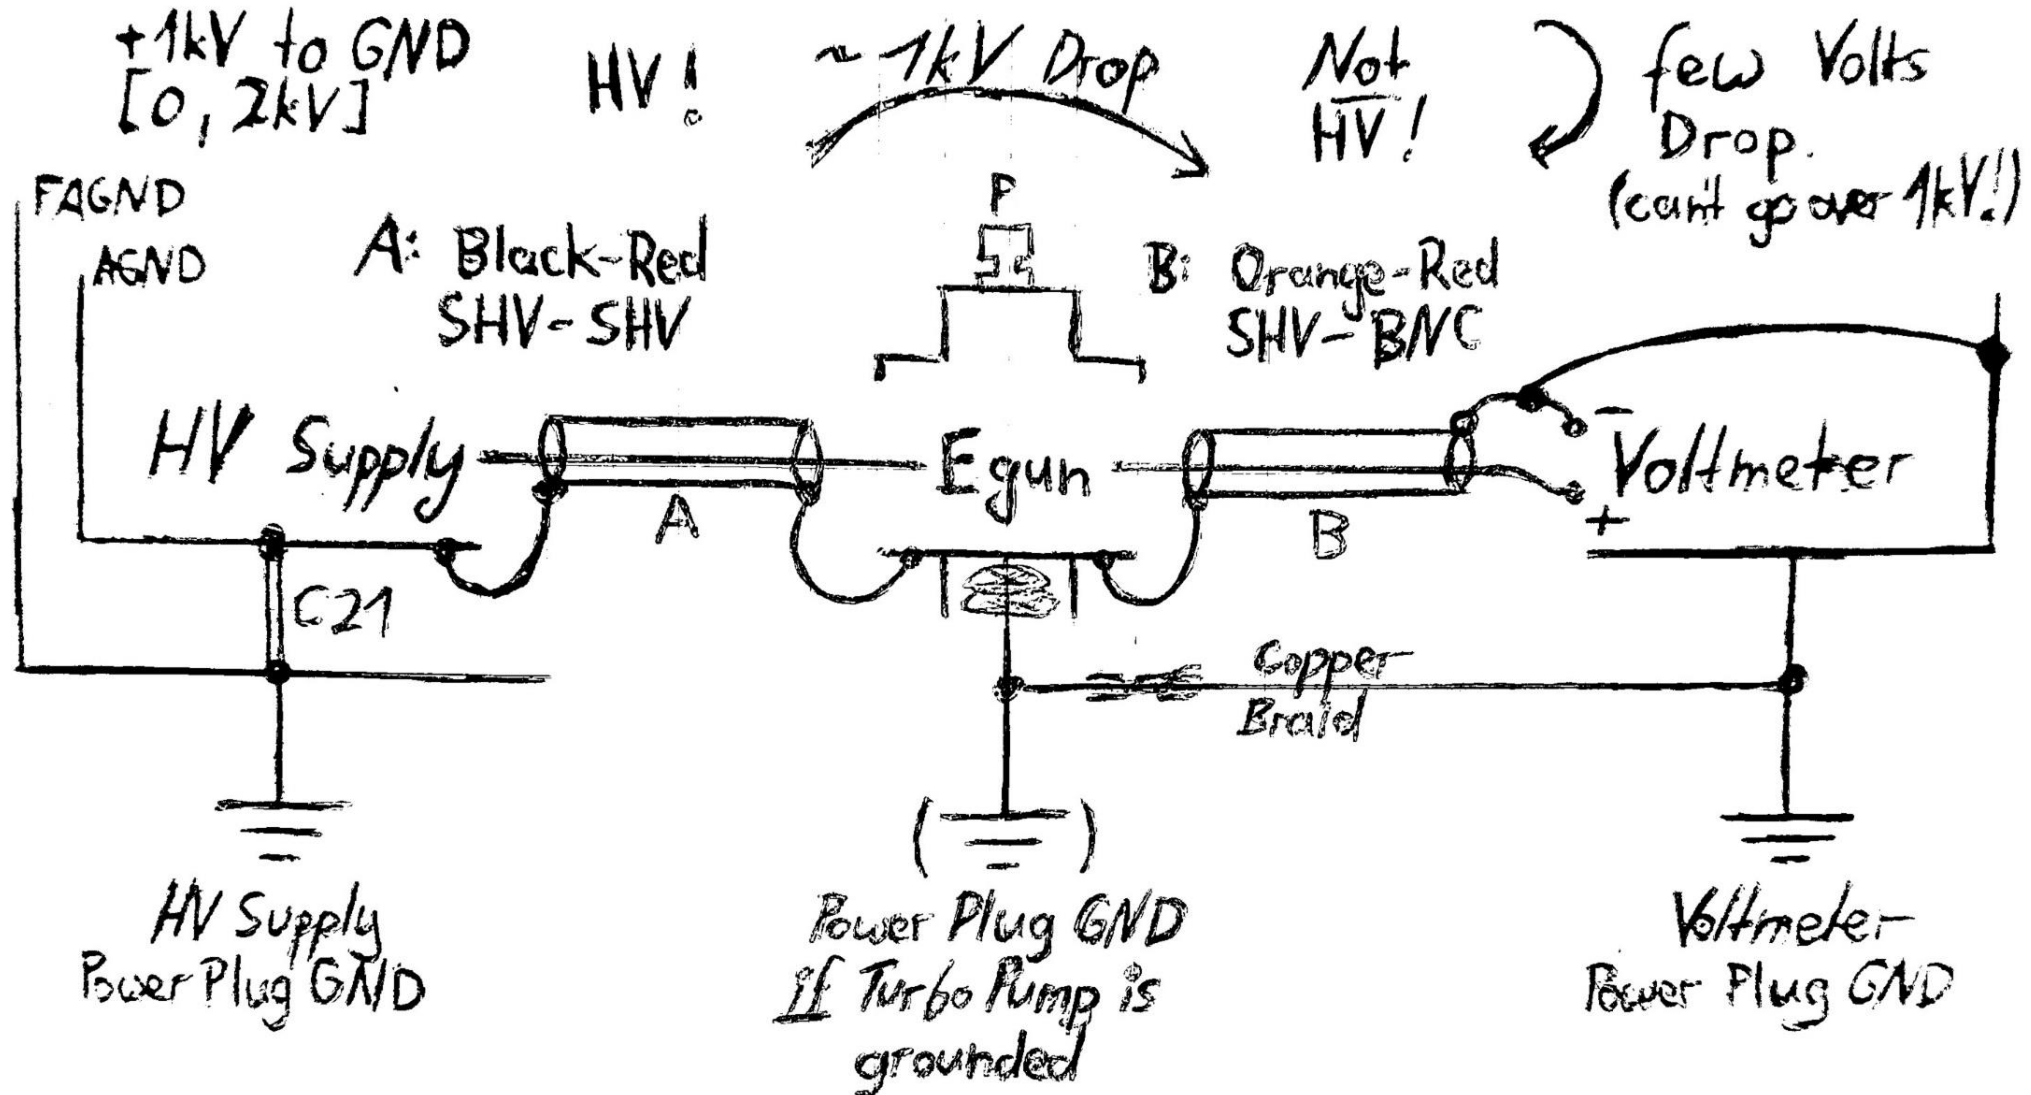 +1kV to GND
[0, 2kV]
HV!
~1kV Drop
Not
HV!
few Volts
Drop.
(can't go over 1kV!)
FAGND
AGND
A: Black-Red
SHV-SHV
P
B: Orange-Red
SHV-BNC
HV Supply
A
Egun
B
-
Voltmeter
+
C21
Copper
Braid
HV Supply
Power Plug GND
( )
Power Plug GND
If Turbo Pump is
grounded
Voltmeter
Power Plug GND